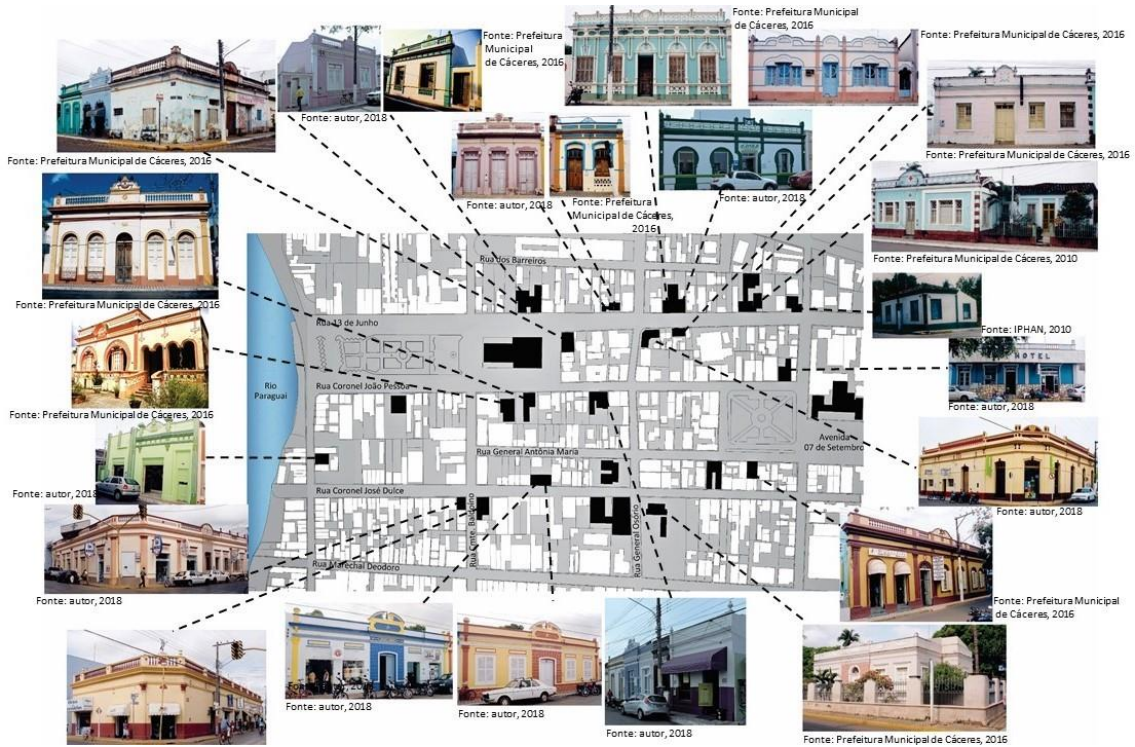 Fonte: Prefeitura
Municipal
de Cáceres, 2016
Fonte: Prefeitura Municipal
de Cáceres, 2016
Fonte: Prefeitura Municipal de Cáceres, 2016
Fonte: autor, 2018
Fonte: Prefeitura Municipal de Cáceres, 2016
Fonte: Prefeitura Municipal de Cáceres, 2016
Fonte: autor, 2018
Fonte: Prefeitura
Municipal de Cáceres,
2016
Fonte: autor, 2018
Fonte: Prefeitura Municipal de Cáceres, 2010
Rua dos Barreiros
Fonte: Prefeitura Municipal de Cáceres, 2016
Rua 13 de Junho
Fonte: IPHAN, 2010
HOTEL
Rio
Paraguai
Rua Coronel João Pessoa
Fonte: autor, 2018
Fonte: Prefeitura Municipal de Cáceres, 2016
Avenida
07 de Setembro
Rua General Antônia Maria
Fonte: autor, 2018
Rua Coronel José Dulce
Fonte: autor, 2018
Rua Cmte. Balduino
Rua General Osório
Rua Marechal Deodoro
Fonte: autor, 2018
Fonte: Prefeitura Municipal
de Cáceres, 2016
Fonte: autor, 2018
Fonte: autor, 2018
Fonte: autor, 2018
Fonte: Prefeitura Municipal de Cáceres, 2016